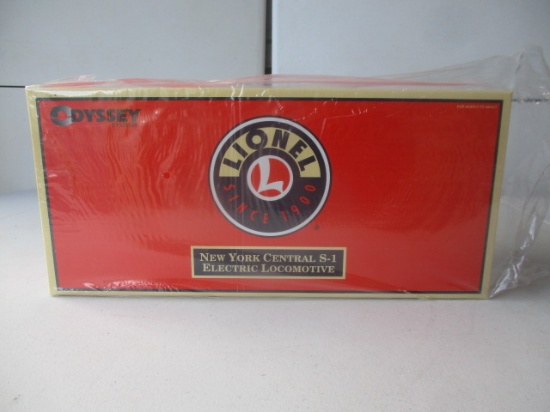 ODYSSEY
LIONEL
L
SINCE 1900
NEW YORK CENTRAL S-1
ELECTRIC LOCOMOTIVE